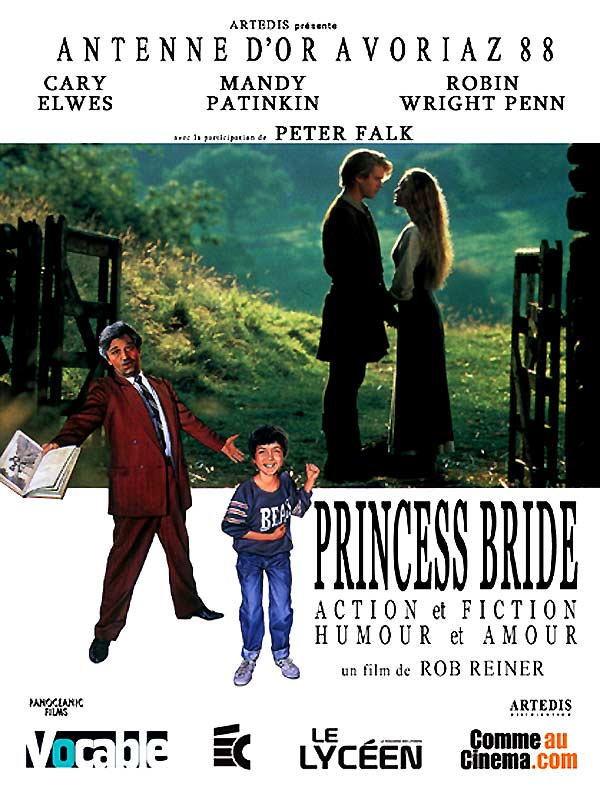 ARTEDIS présente
ANTENNE D'OR AVORIAZ 88
CARY ELWES
MANDY PATINKIN
ROBIN WRIGHT PENN
avec la participation de PETER FALK
BEA
PRINCESS BRIDE
ACTION et FICTION
HUMOUR et AMOUR
un film de ROB REINER
PANOCEANIC
FILMS
ARTEDIS
DISTRIBUTION
Vocable
LE
LYCÉEN
Comme au
Cinema.com